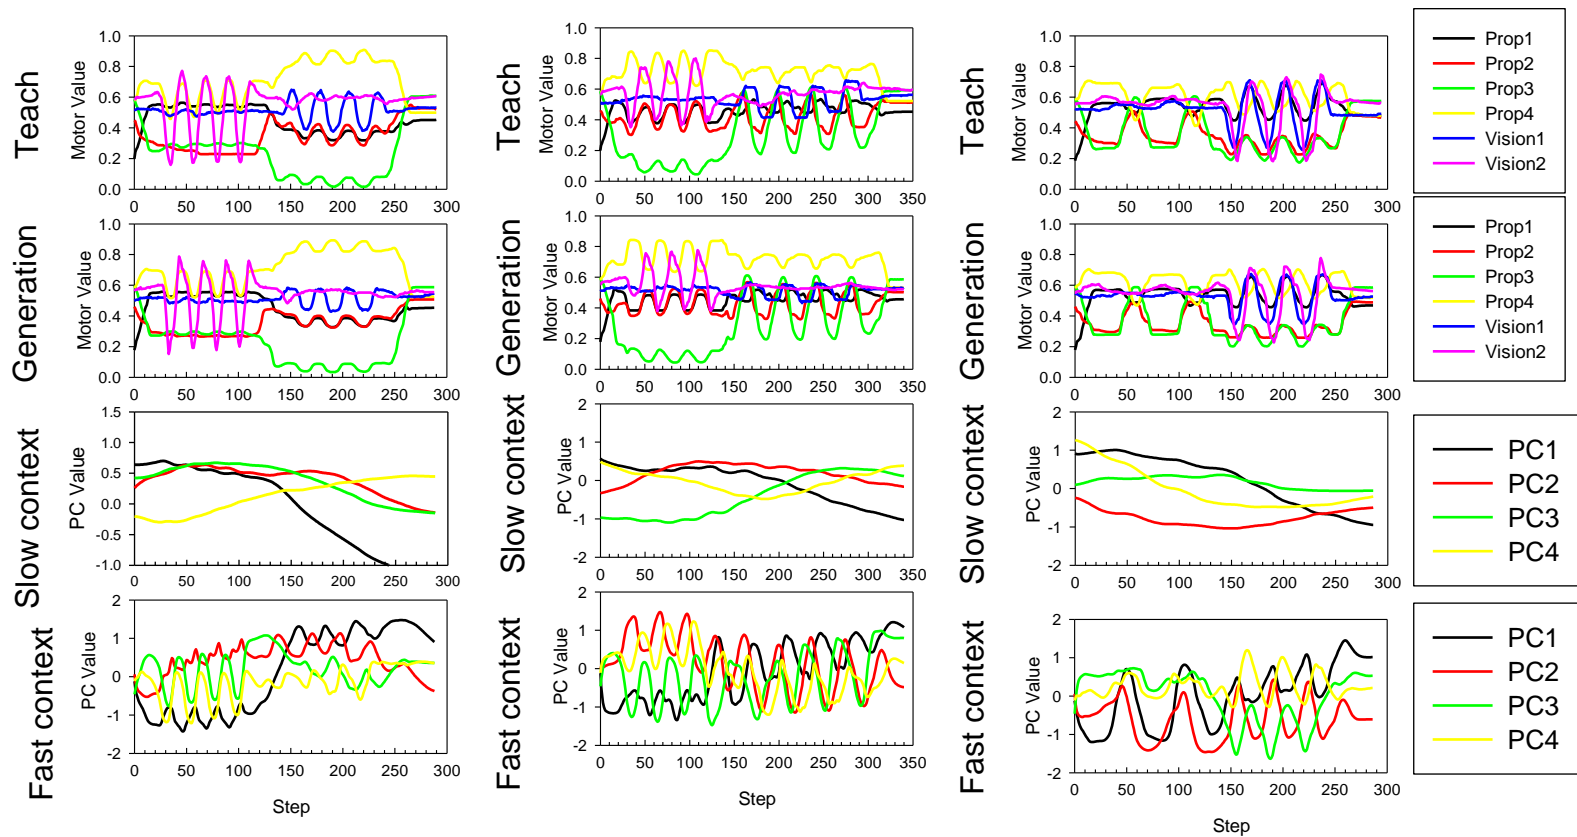 Teach
Motor Value
1.0
0.8
0.6
0.4
0.2
0.0
0 50 100 150 200 250 300
Teach
Motor Value
1.0
0.8
0.6
0.4
0.2
0.0
0 50 100 150 200 250 300 350
Teach
Motor Value
1.0
0.8
0.6
0.4
0.2
0.0
0 50 100 150 200 250 300
Prop1
Prop2
Prop3
Prop4
Vision1
Vision2
Generation
Motor Value
1.0
0.8
0.6
0.4
0.2
0.0
0 50 100 150 200 250 300
Generation
Motor Value
1.0
0.8
0.6
0.4
0.2
0.0
0 50 100 150 200 250 300 350
Generation
Motor Value
1.0
0.8
0.6
0.4
0.2
0.0
0 50 100 150 200 250 300
Prop1
Prop2
Prop3
Prop4
Vision1
Vision2
Slow context
PC Value
1.5
1.0
0.5
0.0
-0.5
-1.0
0 50 100 150 200 250 300
Slow context
PC Value
2
1
0
-1
-2
0 50 100 150 200 250 300 350
Slow context
PC Value
2
1
0
-1
-2
0 50 100 150 200 250 300
PC1
PC2
PC3
PC4
Fast context
PC Value
2
1
0
-1
-2
0 50 100 150 200 250 300
Step
Fast context
PC Value
2
1
0
-1
-2
0 50 100 150 200 250 300 350
Step
Fast context
PC Value
2
1
0
-1
-2
0 50 100 150 200 250 300
Step
PC1
PC2
PC3
PC4